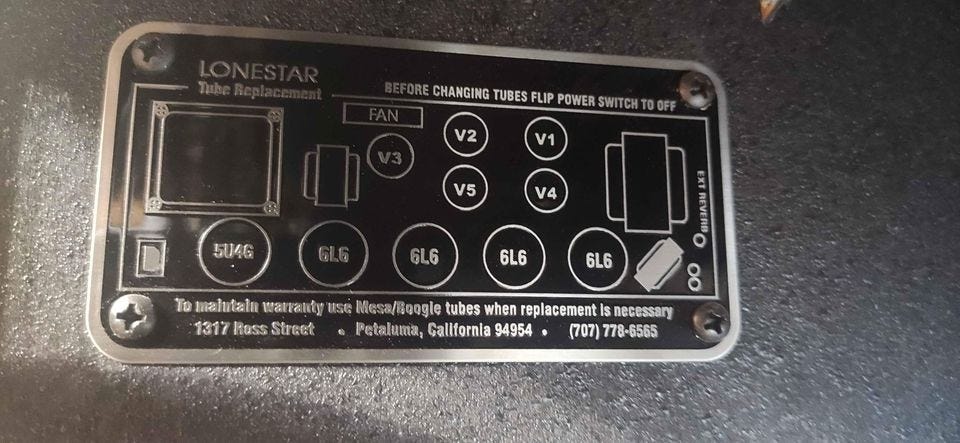 LONESTAR
Tube Replacement
BEFORE CHANGING TUBES FLIP POWER SWITCH TO OFF
FAN
V3
V2
V1
V5
V4
EXT REVERB
5U4G
6L6
6L6
6L6
6L6
To maintain warranty use Mesa/Boogie tubes when replacement is necessary
1317 Ross Street • Petaluma, California 94954 • (707) 778-6565